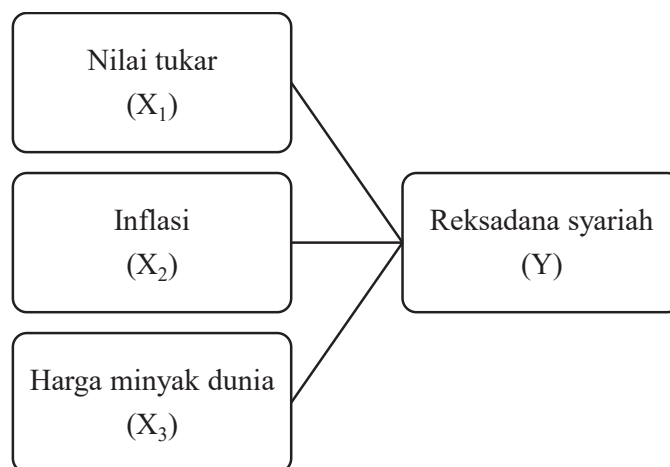 Nilai tukar
(X₁)
Inflasi
(X₂)
Harga minyak dunia
(X₃)
Reksadana syariah
(Y)